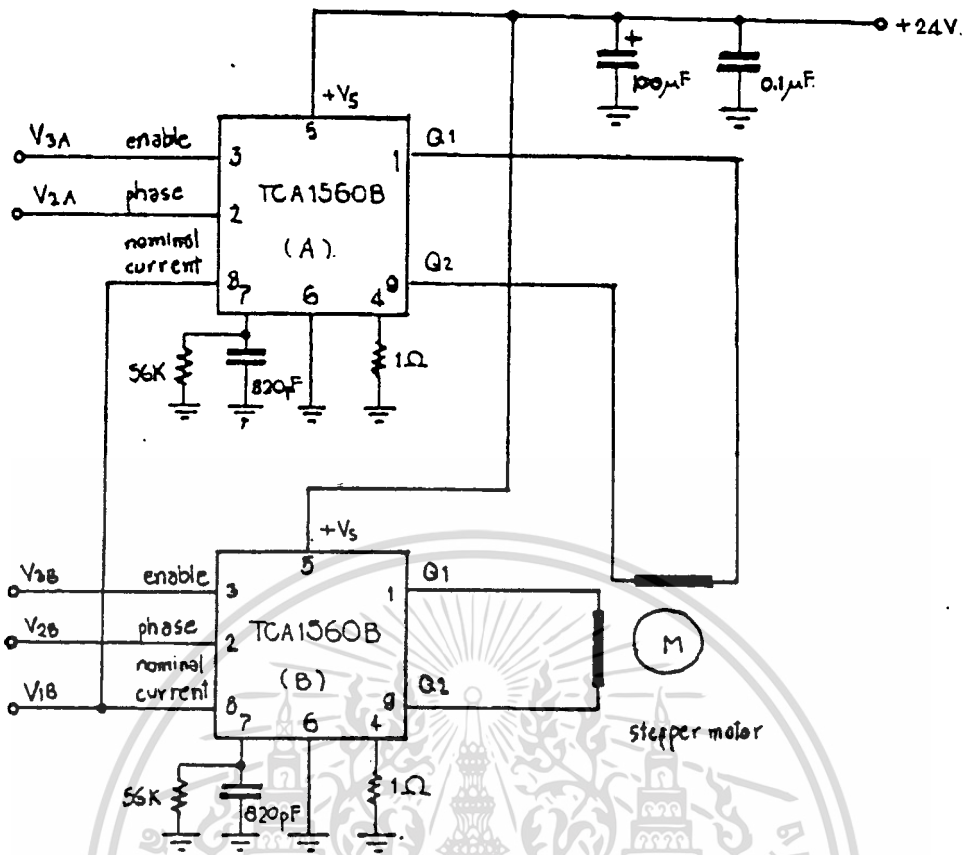 +24V.
+
100µF
0.1µF.
+Vs
5
V3A enable 3
Q1
1
V2A phase 2
TCA1560B
(A).
nominal
current
8
Q2
9
7
6
4
56K
820pF
1Ω
+Vs
5
V3B enable 3
Q1
1
V2B phase 2
TCA1560B
(B)
nominal
V1B current 8
Q2
9
7
6
4
M
stepper motor
56K
820pF
1Ω